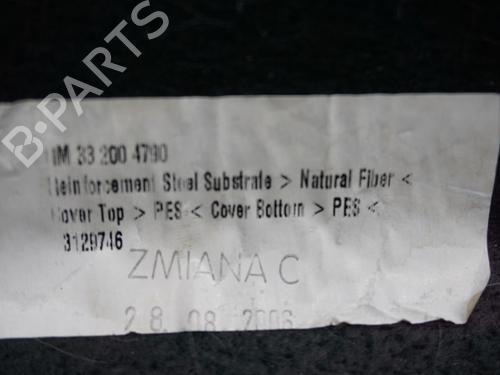 33 200 4790
Reinforcement Steel Substrate > Natural Fiber <
Cover Top > PES < Cover Bottom > PES <
3129746
ZMIANA C
28.08.2006
B-PARTS